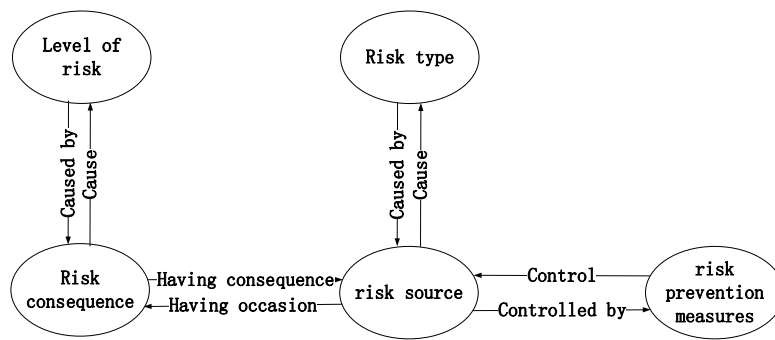 Level of
risk
Risk type
Caused by
Cause
Caused by
Cause
Risk
consequence
Having consequence
Having occasion
risk source
Control
Controlled by
risk
prevention
measures